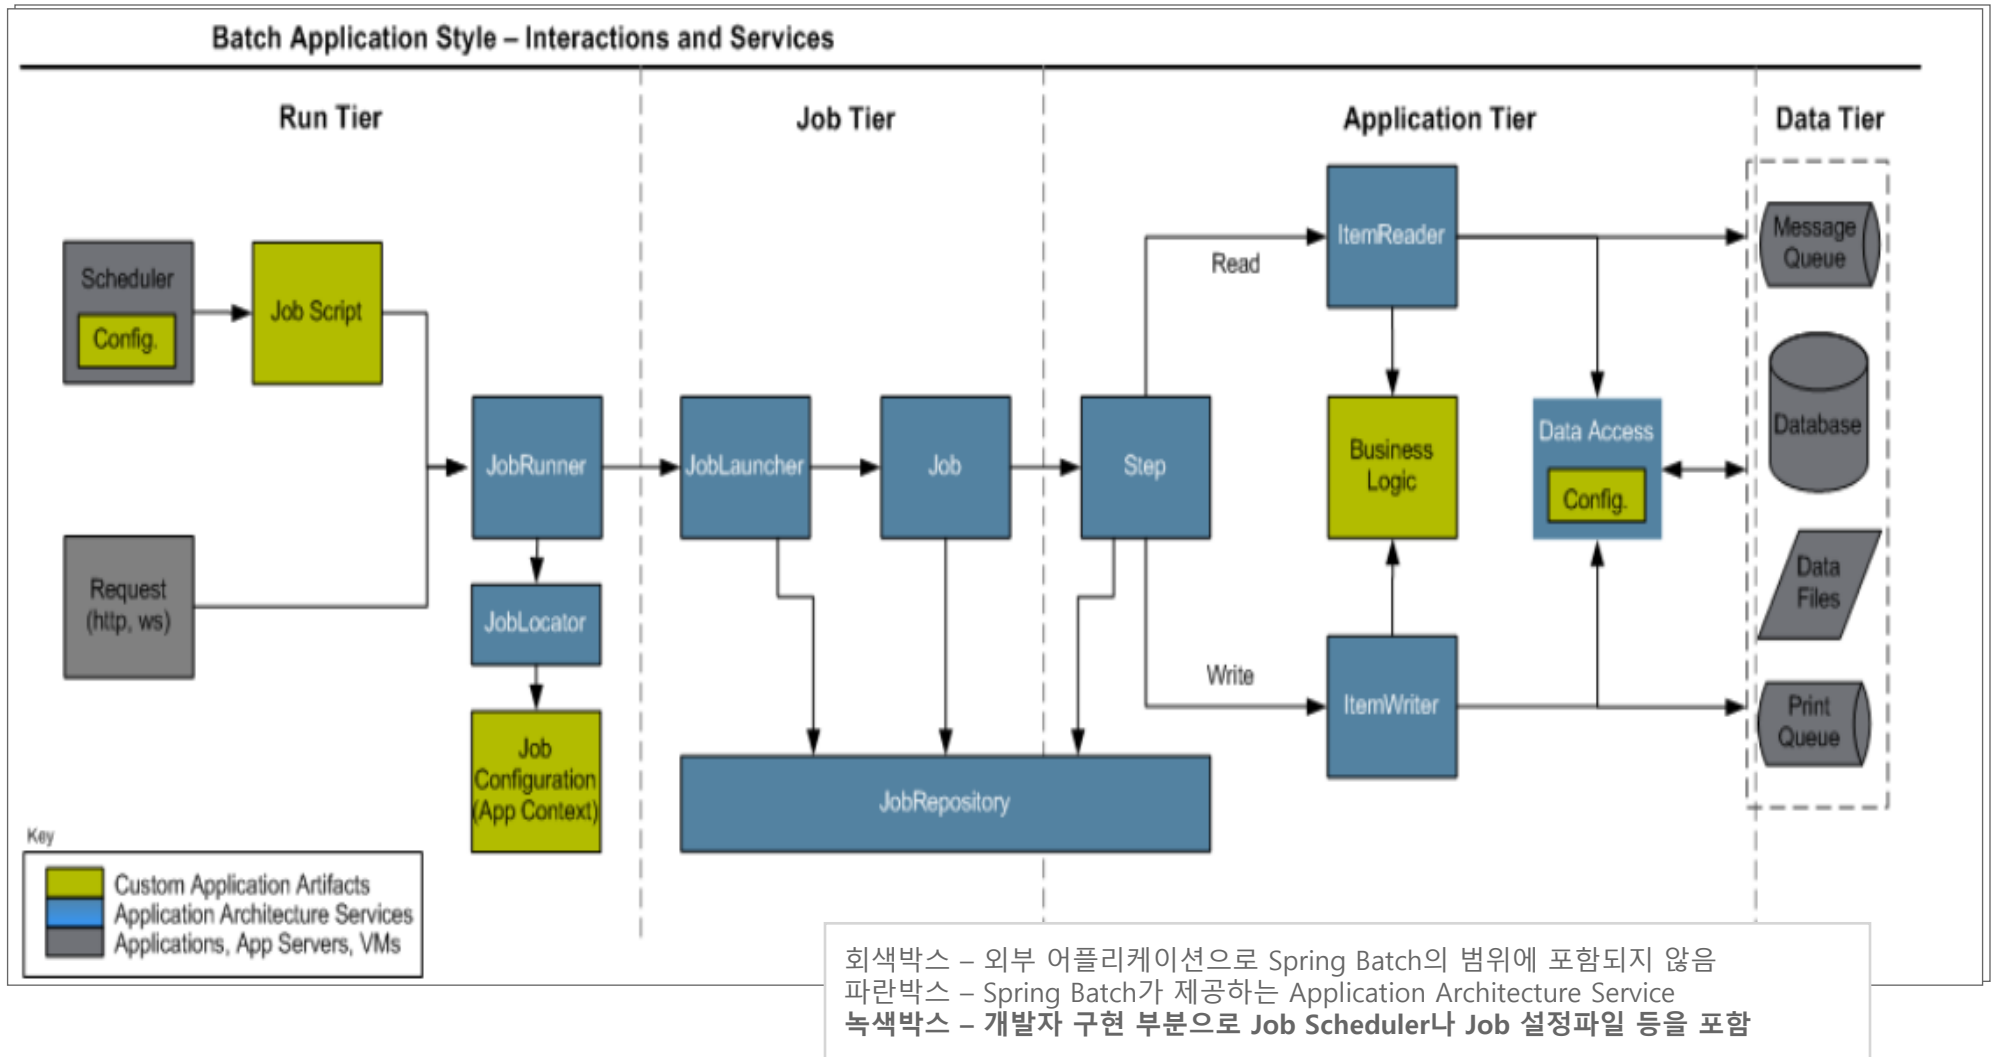 Batch Application Style – Interactions and Services
Run Tier
Job Tier
Application Tier
Data Tier
Scheduler
Config.
Job Script
Request
(http, ws)
JobRunner
JobLocator
Job
Configuration
(App Context)
JobLauncher
Job
Step
JobRepository
Read
Write
ItemReader
Business
Logic
ItemWriter
Data Access
Config.
Message
Queue
Database
Data
Files
Print
Queue
Key
Custom Application Artifacts
Application Architecture Services
Applications, App Servers, VMs
회색박스 – 외부 어플리케이션으로 Spring Batch의 범위에 포함되지 않음
파란박스 – Spring Batch가 제공하는 Application Architecture Service
녹색박스 – 개발자 구현 부분으로 Job Scheduler나 Job 설정파일 등을 포함